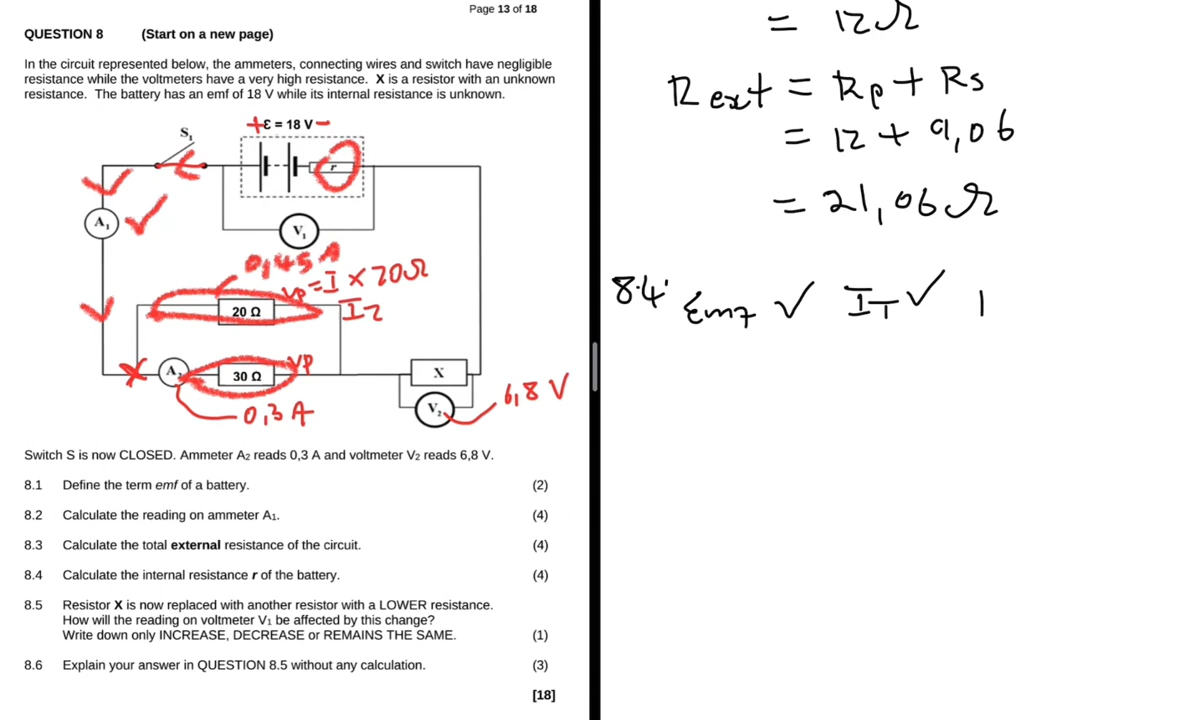 Page 13 of 18
QUESTION 8 (Start on a new page)
In the circuit represented below, the ammeters, connecting wires and switch have negligible
resistance while the voltmeters have a very high resistance. X is a resistor with an unknown
resistance. The battery has an emf of 18 V while its internal resistance is unknown.
+ε = 18 V −
S₁
r
A₁
V₁
0,45 A
Vp = I × 20Ω
20 Ω
I₂
Vp
A₂
30 Ω
X
0,3 A
V₂
6,8 V
Switch S is now CLOSED. Ammeter A₂ reads 0,3 A and voltmeter V₂ reads 6,8 V.
8.1 Define the term emf of a battery. (2)
8.2 Calculate the reading on ammeter A₁. (4)
8.3 Calculate the total external resistance of the circuit. (4)
8.4 Calculate the internal resistance r of the battery. (4)
8.5 Resistor X is now replaced with another resistor with a LOWER resistance.
How will the reading on voltmeter V₁ be affected by this change?
Write down only INCREASE, DECREASE or REMAINS THE SAME. (1)
8.6 Explain your answer in QUESTION 8.5 without any calculation. (3)
[18]
= 12Ω
Rext = Rp + Rs
= 12 + 9,06
= 21,06Ω
8.4 Emf ✓ IT ✓ |